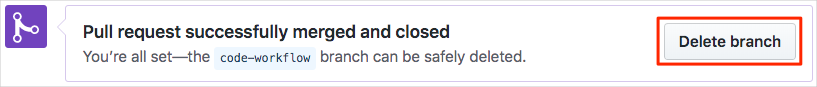 Pull request successfully merged and closed
You're all set—the code-workflow branch can be safely deleted.
Delete branch